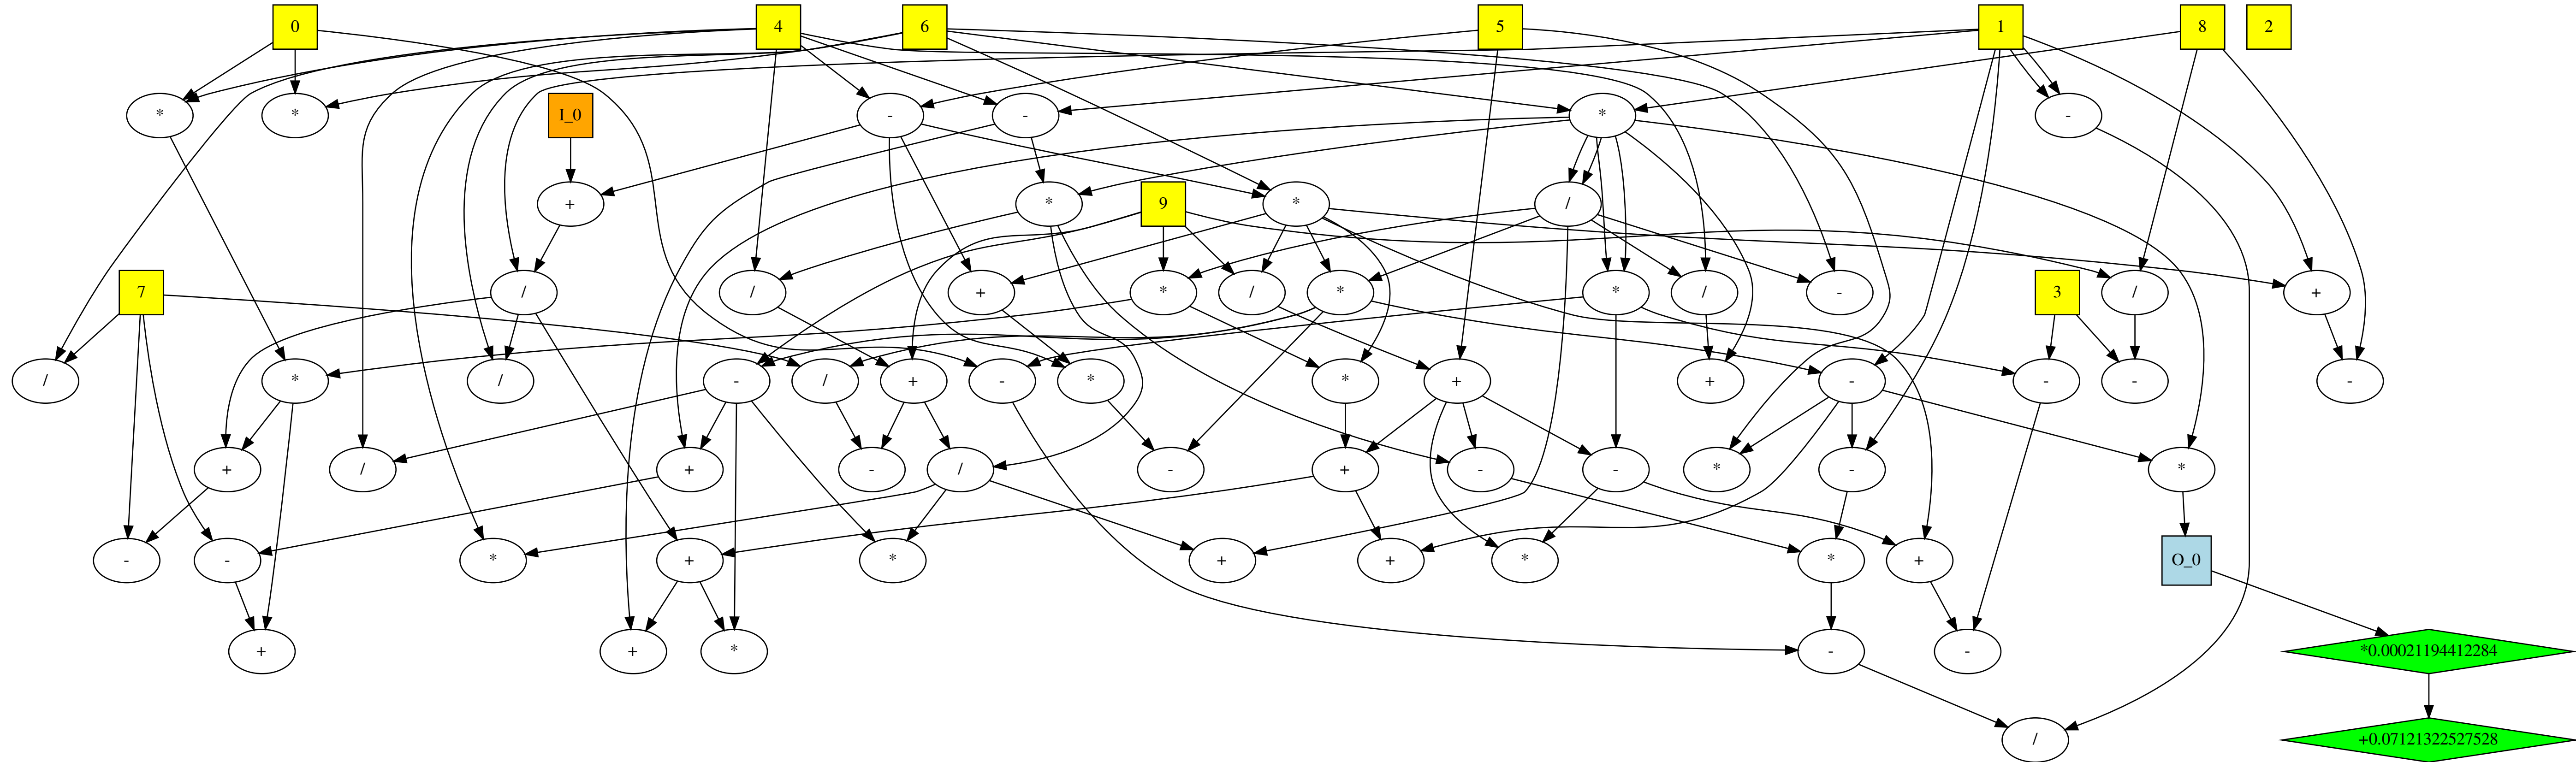 0 4 6 5 1 8 2
* * I_0 - - * -
+ * 9 * /
7 / / + * / * * / - 3 / +
/ * / - / + - * * + + - - - -
+ / + - / - + - - * - *
- - * + * + + * * + O_0
+ + * - - *0.00021194412284
/ +0.07121322527528